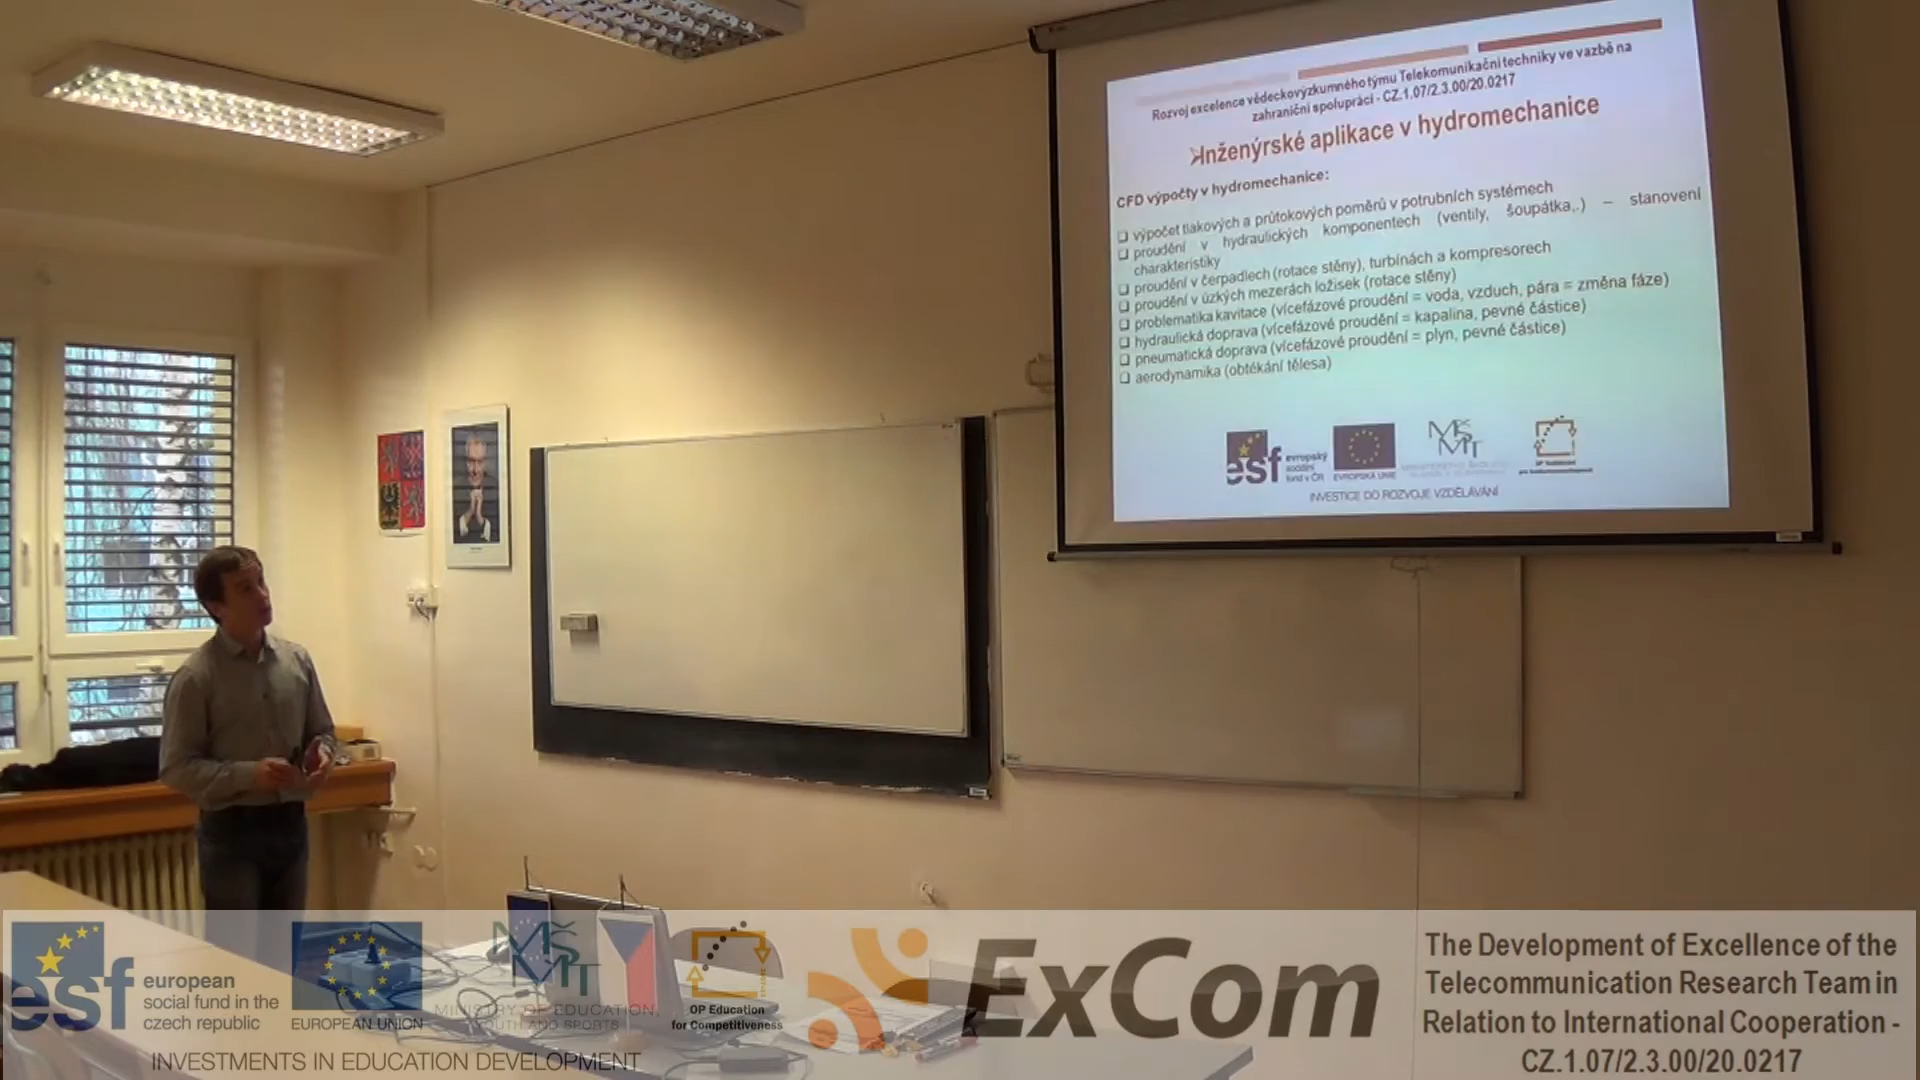 Rozvoj excelence vědeckovýzkumného týmu Telekomunikační techniky ve vazbě na
zahraniční spolupráci - CZ.1.07/2.3.00/20.0217
Inženýrské aplikace v hydromechanice
CFD výpočty v hydromechanice:
výpočet tlakových a průtokových poměrů v potrubních systémech
proudění v hydraulických komponentech (ventily, šoupátka,.) – stanovení
charakteristiky
proudění v čerpadlech (rotace stěny), turbínách a kompresorech
proudění v úzkých mezerách ložisek (rotace stěny)
problematika kavitace (vícefázové proudění = voda, vzduch, pára = změna fáze)
hydraulická doprava (vícefázové proudění = kapalina, pevné částice)
pneumatická doprava (vícefázové proudění = plyn, pevné částice)
aerodynamika (obtékání tělesa)
esf evropský
sociální
fond v ČR
EVROPSKÁ UNIE
MŠMT
INVESTICE DO ROZVOJE VZDĚLÁVÁNÍ
esf european
social fund in the
czech republic
EUROPEAN UNION
MŠMT
MINISTRY OF EDUCATION,
YOUTH AND SPORTS
OP Education
for Competitiveness
INVESTMENTS IN EDUCATION DEVELOPMENT
ExCom
The Development of Excellence of the
Telecommunication Research Team in
Relation to International Cooperation -
CZ.1.07/2.3.00/20.0217